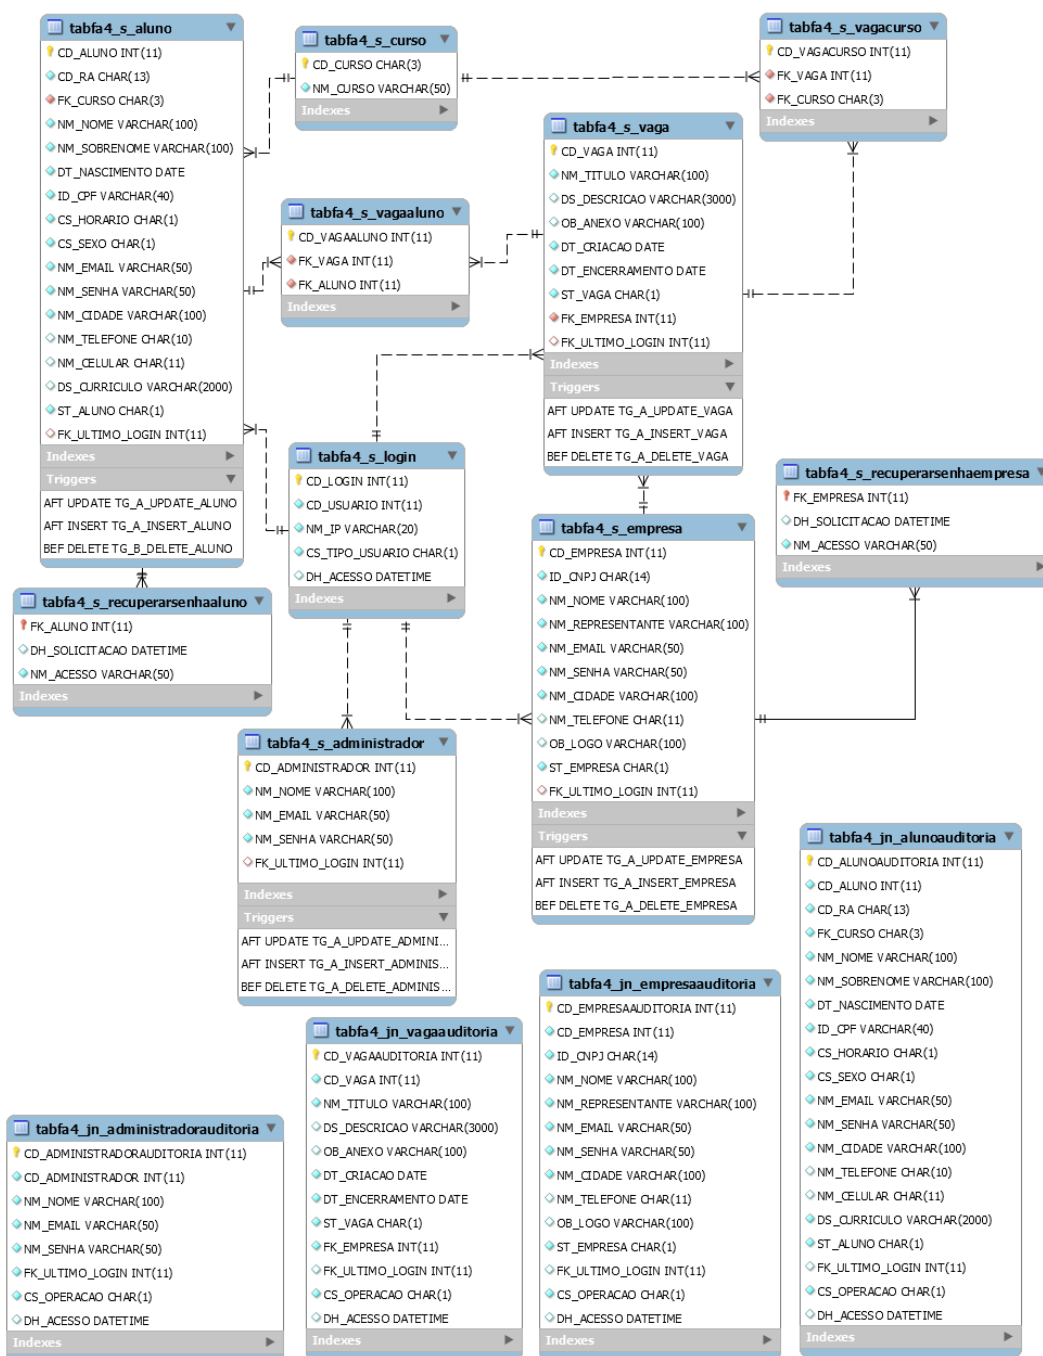 tabfa4_s_aluno
CD_ALUNO INT(11)
CD_RA CHAR(13)
FK_CURSO CHAR(3)
NM_NOME VARCHAR(100)
NM_SOBRENOME VARCHAR(100)
DT_NASCIMENTO DATE
ID_CPF VARCHAR(40)
CS_HORARIO CHAR(1)
CS_SEXO CHAR(1)
NM_EMAIL VARCHAR(50)
NM_SENHA VARCHAR(50)
NM_CIDADE VARCHAR(100)
NM_TELEFONE CHAR(10)
NM_CELULAR CHAR(11)
DS_CURRICULO VARCHAR(2000)
ST_ALUNO CHAR(1)
FK_ULTIMO_LOGIN INT(11)
Indexes
Triggers
AFT UPDATE TG_A_UPDATE_ALUNO
AFT INSERT TG_A_INSERT_ALUNO
BEF DELETE TG_B_DELETE_ALUNO
tabfa4_s_curso
CD_CURSO CHAR(3)
NM_CURSO VARCHAR(50)
Indexes
tabfa4_s_vagacurso
CD_VAGACURSO INT(11)
FK_VAGA INT(11)
FK_CURSO CHAR(3)
Indexes
tabfa4_s_vaga
CD_VAGA INT(11)
NM_TITULO VARCHAR(100)
DS_DESCRICAO VARCHAR(3000)
OB_ANEXO VARCHAR(100)
DT_CRIACAO DATE
DT_ENCERRAMENTO DATE
ST_VAGA CHAR(1)
FK_EMPRESA INT(11)
FK_ULTIMO_LOGIN INT(11)
Indexes
Triggers
AFT UPDATE TG_A_UPDATE_VAGA
AFT INSERT TG_A_INSERT_VAGA
BEF DELETE TG_A_DELETE_VAGA
tabfa4_s_vagaaluno
CD_VAGAALUNO INT(11)
FK_VAGA INT(11)
FK_ALUNO INT(11)
Indexes
tabfa4_s_login
CD_LOGIN INT(11)
CD_USUARIO INT(11)
NM_IP VARCHAR(20)
CS_TIPO_USUARIO CHAR(1)
DH_ACESSO DATETIME
Indexes
tabfa4_s_recuperarsenhaempresa
FK_EMPRESA INT(11)
DH_SOLICITACAO DATETIME
NM_ACESSO VARCHAR(50)
Indexes
tabfa4_s_empresa
CD_EMPRESA INT(11)
ID_CNPJ CHAR(14)
NM_NOME VARCHAR(100)
NM_REPRESENTANTE VARCHAR(100)
NM_EMAIL VARCHAR(50)
NM_SENHA VARCHAR(50)
NM_CIDADE VARCHAR(100)
NM_TELEFONE CHAR(11)
OB_LOGO VARCHAR(100)
ST_EMPRESA CHAR(1)
FK_ULTIMO_LOGIN INT(11)
Indexes
Triggers
AFT UPDATE TG_A_UPDATE_EMPRESA
AFT INSERT TG_A_INSERT_EMPRESA
BEF DELETE TG_A_DELETE_EMPRESA
tabfa4_s_recuperarsenhaaluno
FK_ALUNO INT(11)
DH_SOLICITACAO DATETIME
NM_ACESSO VARCHAR(50)
Indexes
tabfa4_s_administrador
CD_ADMINISTRADOR INT(11)
NM_NOME VARCHAR(100)
NM_EMAIL VARCHAR(50)
NM_SENHA VARCHAR(50)
FK_ULTIMO_LOGIN INT(11)
Indexes
Triggers
AFT UPDATE TG_A_UPDATE_ADMINI...
AFT INSERT TG_A_INSERT_ADMINIS...
BEF DELETE TG_A_DELETE_ADMINIS...
tabfa4_jn_alunoauditoria
CD_ALUNOAUDITORIA INT(11)
CD_ALUNO INT(11)
CD_RA CHAR(13)
FK_CURSO CHAR(3)
NM_NOME VARCHAR(100)
NM_SOBRENOME VARCHAR(100)
DT_NASCIMENTO DATE
ID_CPF VARCHAR(40)
CS_HORARIO CHAR(1)
CS_SEXO CHAR(1)
NM_EMAIL VARCHAR(50)
NM_SENHA VARCHAR(50)
NM_CIDADE VARCHAR(100)
NM_TELEFONE CHAR(10)
NM_CELULAR CHAR(11)
DS_CURRICULO VARCHAR(2000)
ST_ALUNO CHAR(1)
FK_ULTIMO_LOGIN INT(11)
CS_OPERACAO CHAR(1)
DH_ACESSO DATETIME
Indexes
tabfa4_jn_empresaauditoria
CD_EMPRESAAUDITORIA INT(11)
CD_EMPRESA INT(11)
ID_CNPJ CHAR(14)
NM_NOME VARCHAR(100)
NM_REPRESENTANTE VARCHAR(100)
NM_EMAIL VARCHAR(50)
NM_SENHA VARCHAR(50)
NM_CIDADE VARCHAR(100)
NM_TELEFONE CHAR(11)
OB_LOGO VARCHAR(100)
ST_EMPRESA CHAR(1)
FK_ULTIMO_LOGIN INT(11)
CS_OPERACAO CHAR(1)
DH_ACESSO DATETIME
Indexes
tabfa4_jn_vagaauditoria
CD_VAGAAUDITORIA INT(11)
CD_VAGA INT(11)
NM_TITULO VARCHAR(100)
DS_DESCRICAO VARCHAR(3000)
OB_ANEXO VARCHAR(100)
DT_CRIACAO DATE
DT_ENCERRAMENTO DATE
ST_VAGA CHAR(1)
FK_EMPRESA INT(11)
FK_ULTIMO_LOGIN INT(11)
CS_OPERACAO CHAR(1)
DH_ACESSO DATETIME
Indexes
tabfa4_jn_administradorauditoria
CD_ADMINISTRADORAUDITORIA INT(11)
CD_ADMINISTRADOR INT(11)
NM_NOME VARCHAR(100)
NM_EMAIL VARCHAR(50)
NM_SENHA VARCHAR(50)
FK_ULTIMO_LOGIN INT(11)
CS_OPERACAO CHAR(1)
DH_ACESSO DATETIME
Indexes